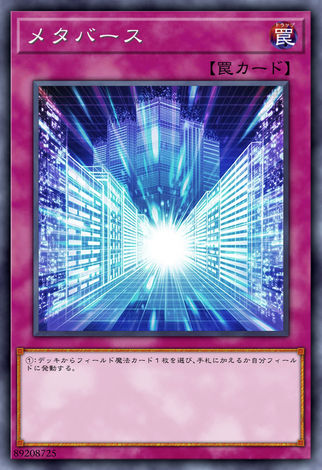 メタバース
トラップ
罠
【罠カード】
①:デッキからフィールド魔法カード1枚を選び、手札に加えるか自分フィール
ドに発動する。
89208725